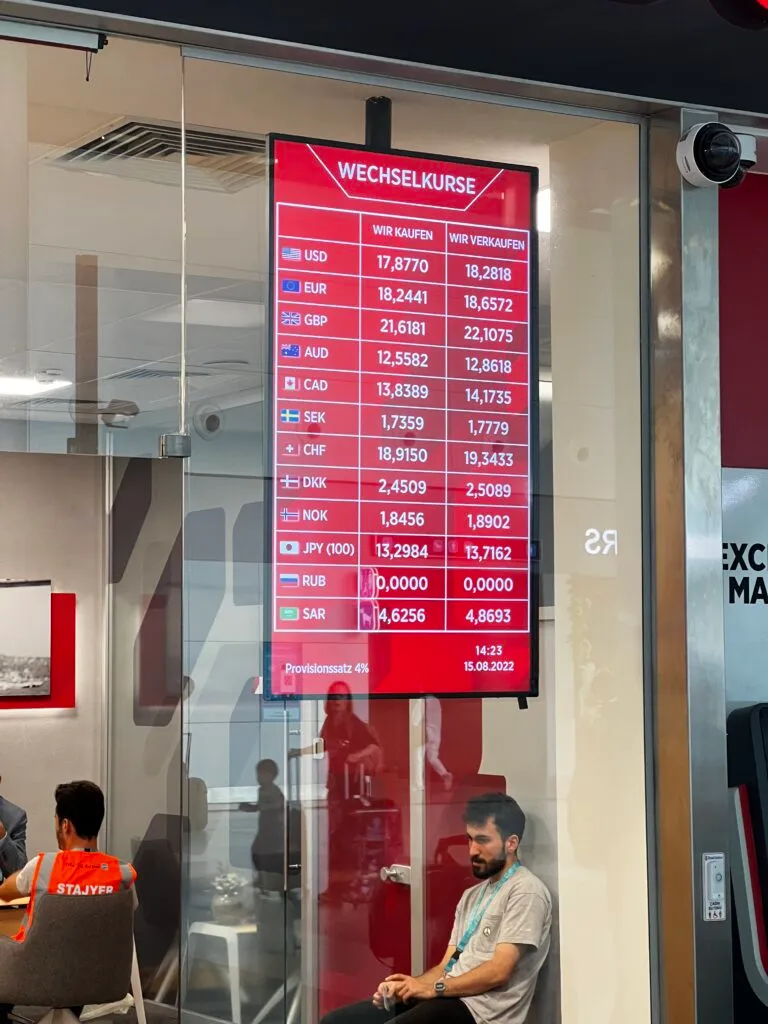 WECHSELKURSE
WIR KAUFEN WIR VERKAUFEN
USD 17,8770 18,2818
EUR 18,2441 18,6572
GBP 21,6181 22,1075
AUD 12,5582 12,8618
CAD 13,8389 14,1735
SEK 1,7359 1,7779
CHF 18,9150 19,3433
DKK 2,4509 2,5089
NOK 1,8456 1,8902
JPY (100) 13,2984 13,7162
RUB 0,0000 0,0000
SAR 4,6256 4,8693
14:23
Provisionssatz 4% 15.08.2022
RS
EXC
MA
STAJYER